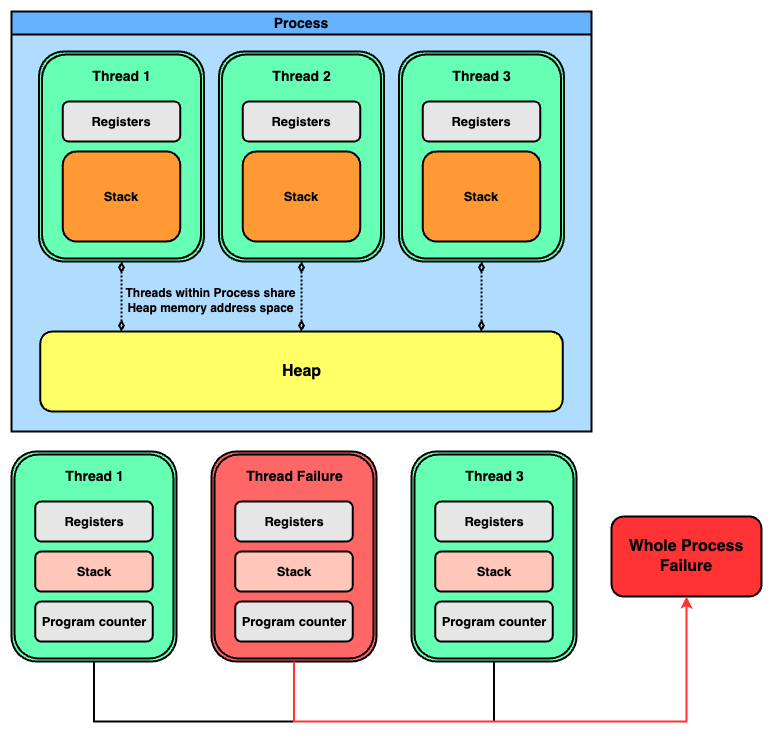 Process
Thread 1
Thread 2
Thread 3
Registers
Registers
Registers
Stack
Stack
Stack
Threads within Process share
Heap memory address space
Heap
Thread 1
Thread Failure
Thread 3
Registers
Registers
Registers
Stack
Stack
Stack
Program counter
Program counter
Program counter
Whole Process
Failure